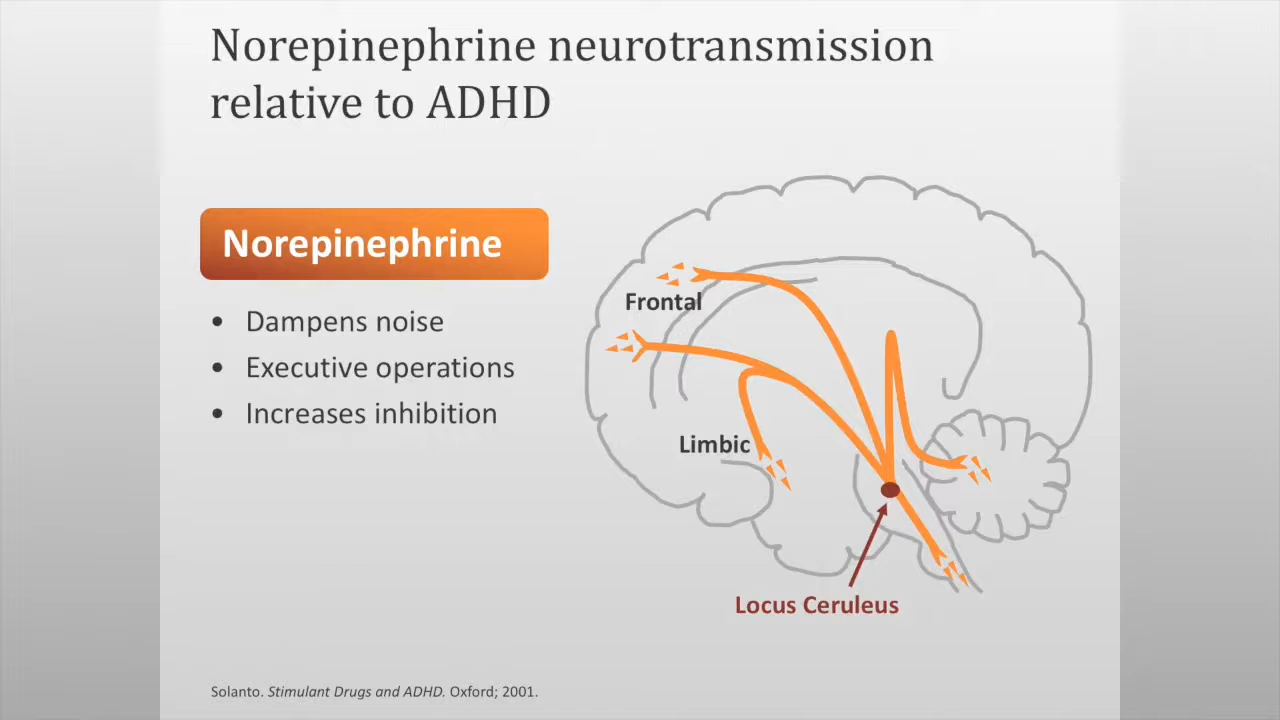 Norepinephrine neurotransmission
relative to ADHD
Norepinephrine
• Dampens noise
• Executive operations
• Increases inhibition
Frontal
Limbic
Locus Ceruleus
Solanto. Stimulant Drugs and ADHD. Oxford; 2001.